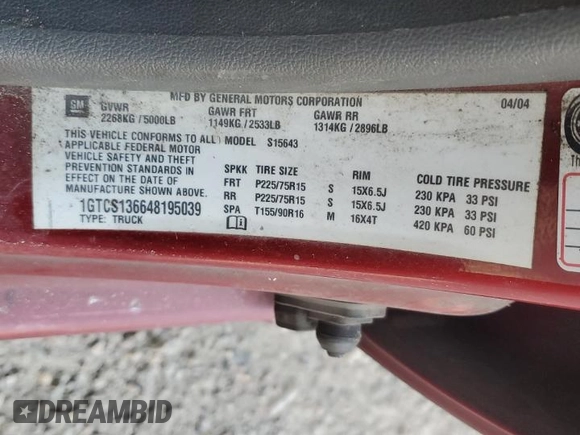 MFD BY GENERAL MOTORS CORPORATION 04/04
GM GVWR GAWR FRT GAWR RR
2268KG / 5000LB 1149KG / 2533LB 1314KG / 2896LB
THIS VEHICLE CONFORMS TO ALL MODEL S15643
APPLICABLE FEDERAL MOTOR
VEHICLE SAFETY AND THEFT
PREVENTION STANDARDS
IN EFFECT ON THE DATE OF
MANUFACTURE SHOWN ABOVE.
1GTCS136648195039
TYPE: TRUCK
SPKK TIRE SIZE RIM COLD TIRE PRESSURE
FRT P225/75R15 S 15X6.5J 230 KPA 33 PSI
RR P225/75R15 S 15X6.5J 230 KPA 33 PSI
SPA T155/90R16 M 16X4T 420 KPA 60 PSI
DREAMBID